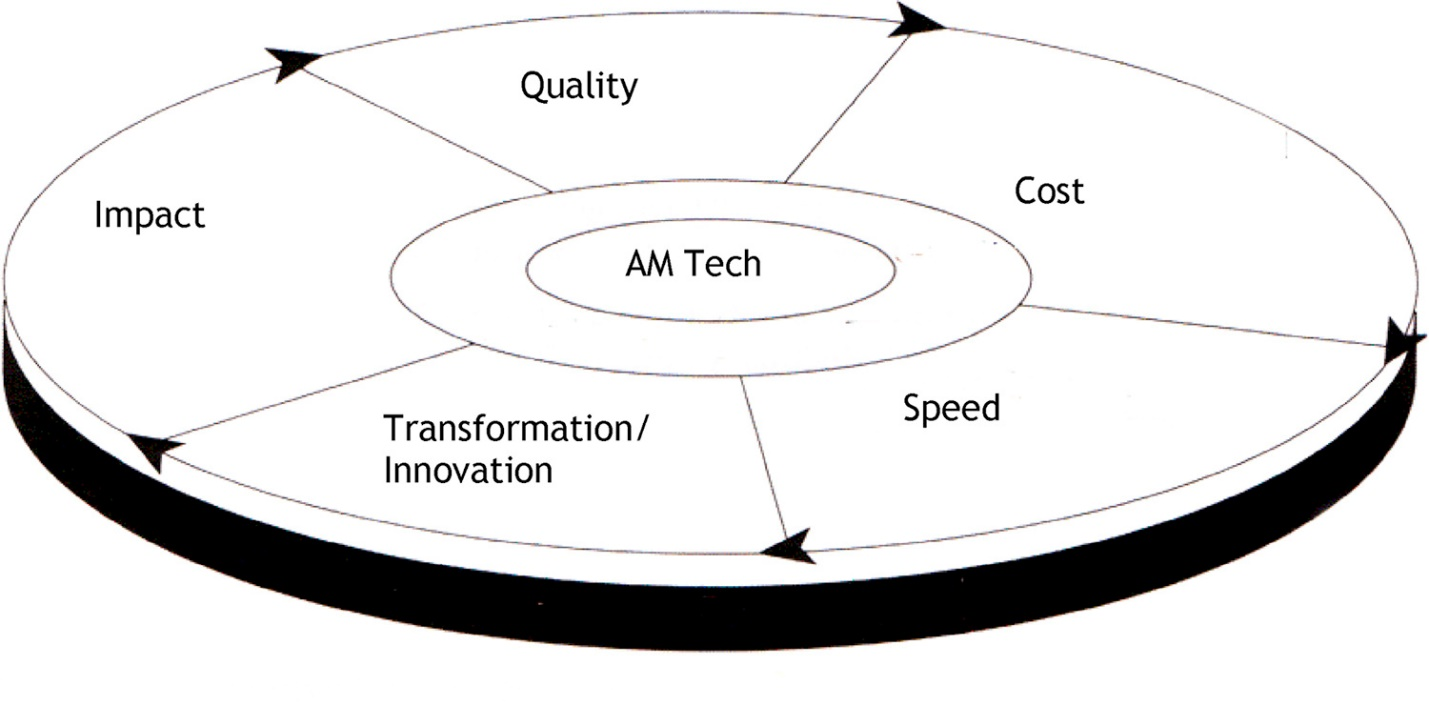 Quality
Cost
Impact
AM Tech
Speed
Transformation/
Innovation